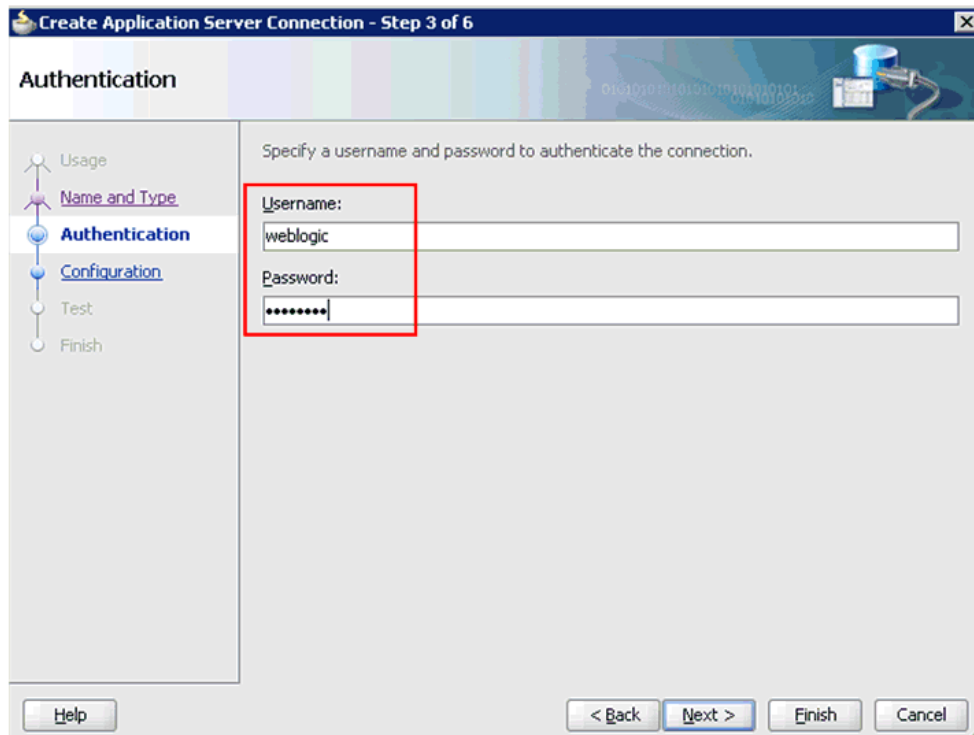 Create Application Server Connection - Step 3 of 6
Authentication
Usage
Name and Type
Authentication
Configuration
Test
Finish
Specify a username and password to authenticate the connection.
Username:
weblogic
Password:
••••••••
Help
< Back
Next >
Finish
Cancel